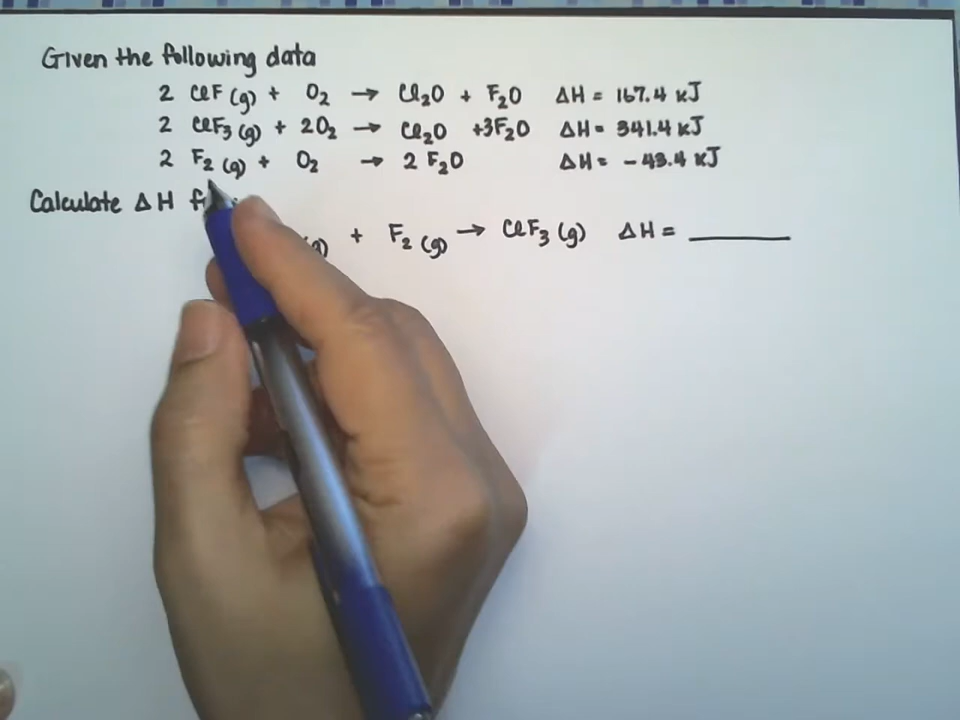 Given the following data
2 ClF (g) + O₂ → Cl₂O + F₂O ΔH = 167.4 kJ
2 ClF₃ (g) + 2O₂ → Cl₂O +3F₂O ΔH = 341.4 kJ
2 F₂ (g) + O₂ → 2 F₂O ΔH = -43.4 kJ
Calculate ΔH
(g) + F₂ (g) → ClF₃ (g) ΔH = ______